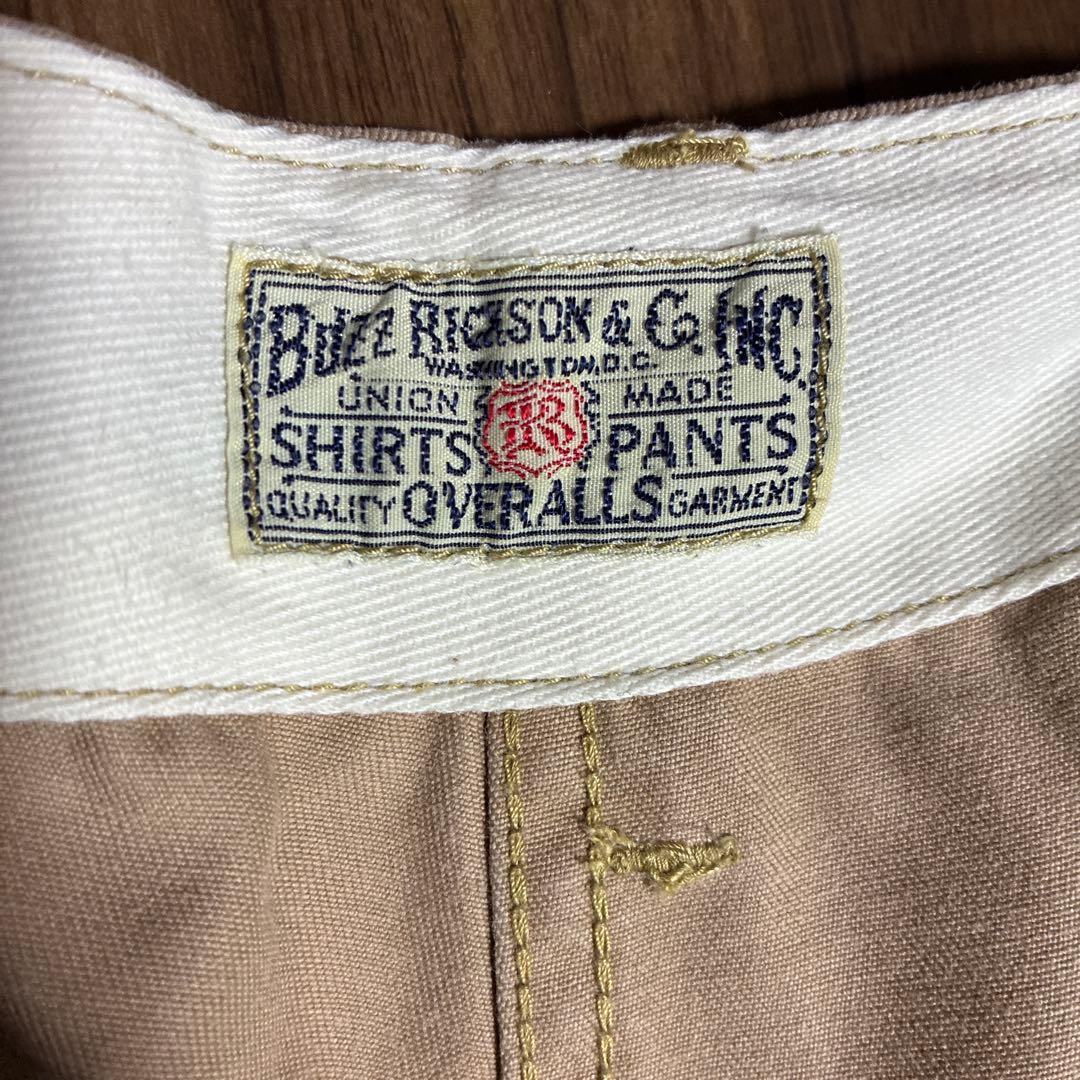 BUZZ RICKSON & CO. INC.
WASHINGTON, D.C.
UNION R MADE
SHIRTS PANTS
QUALITY OVERALLS GARMENT